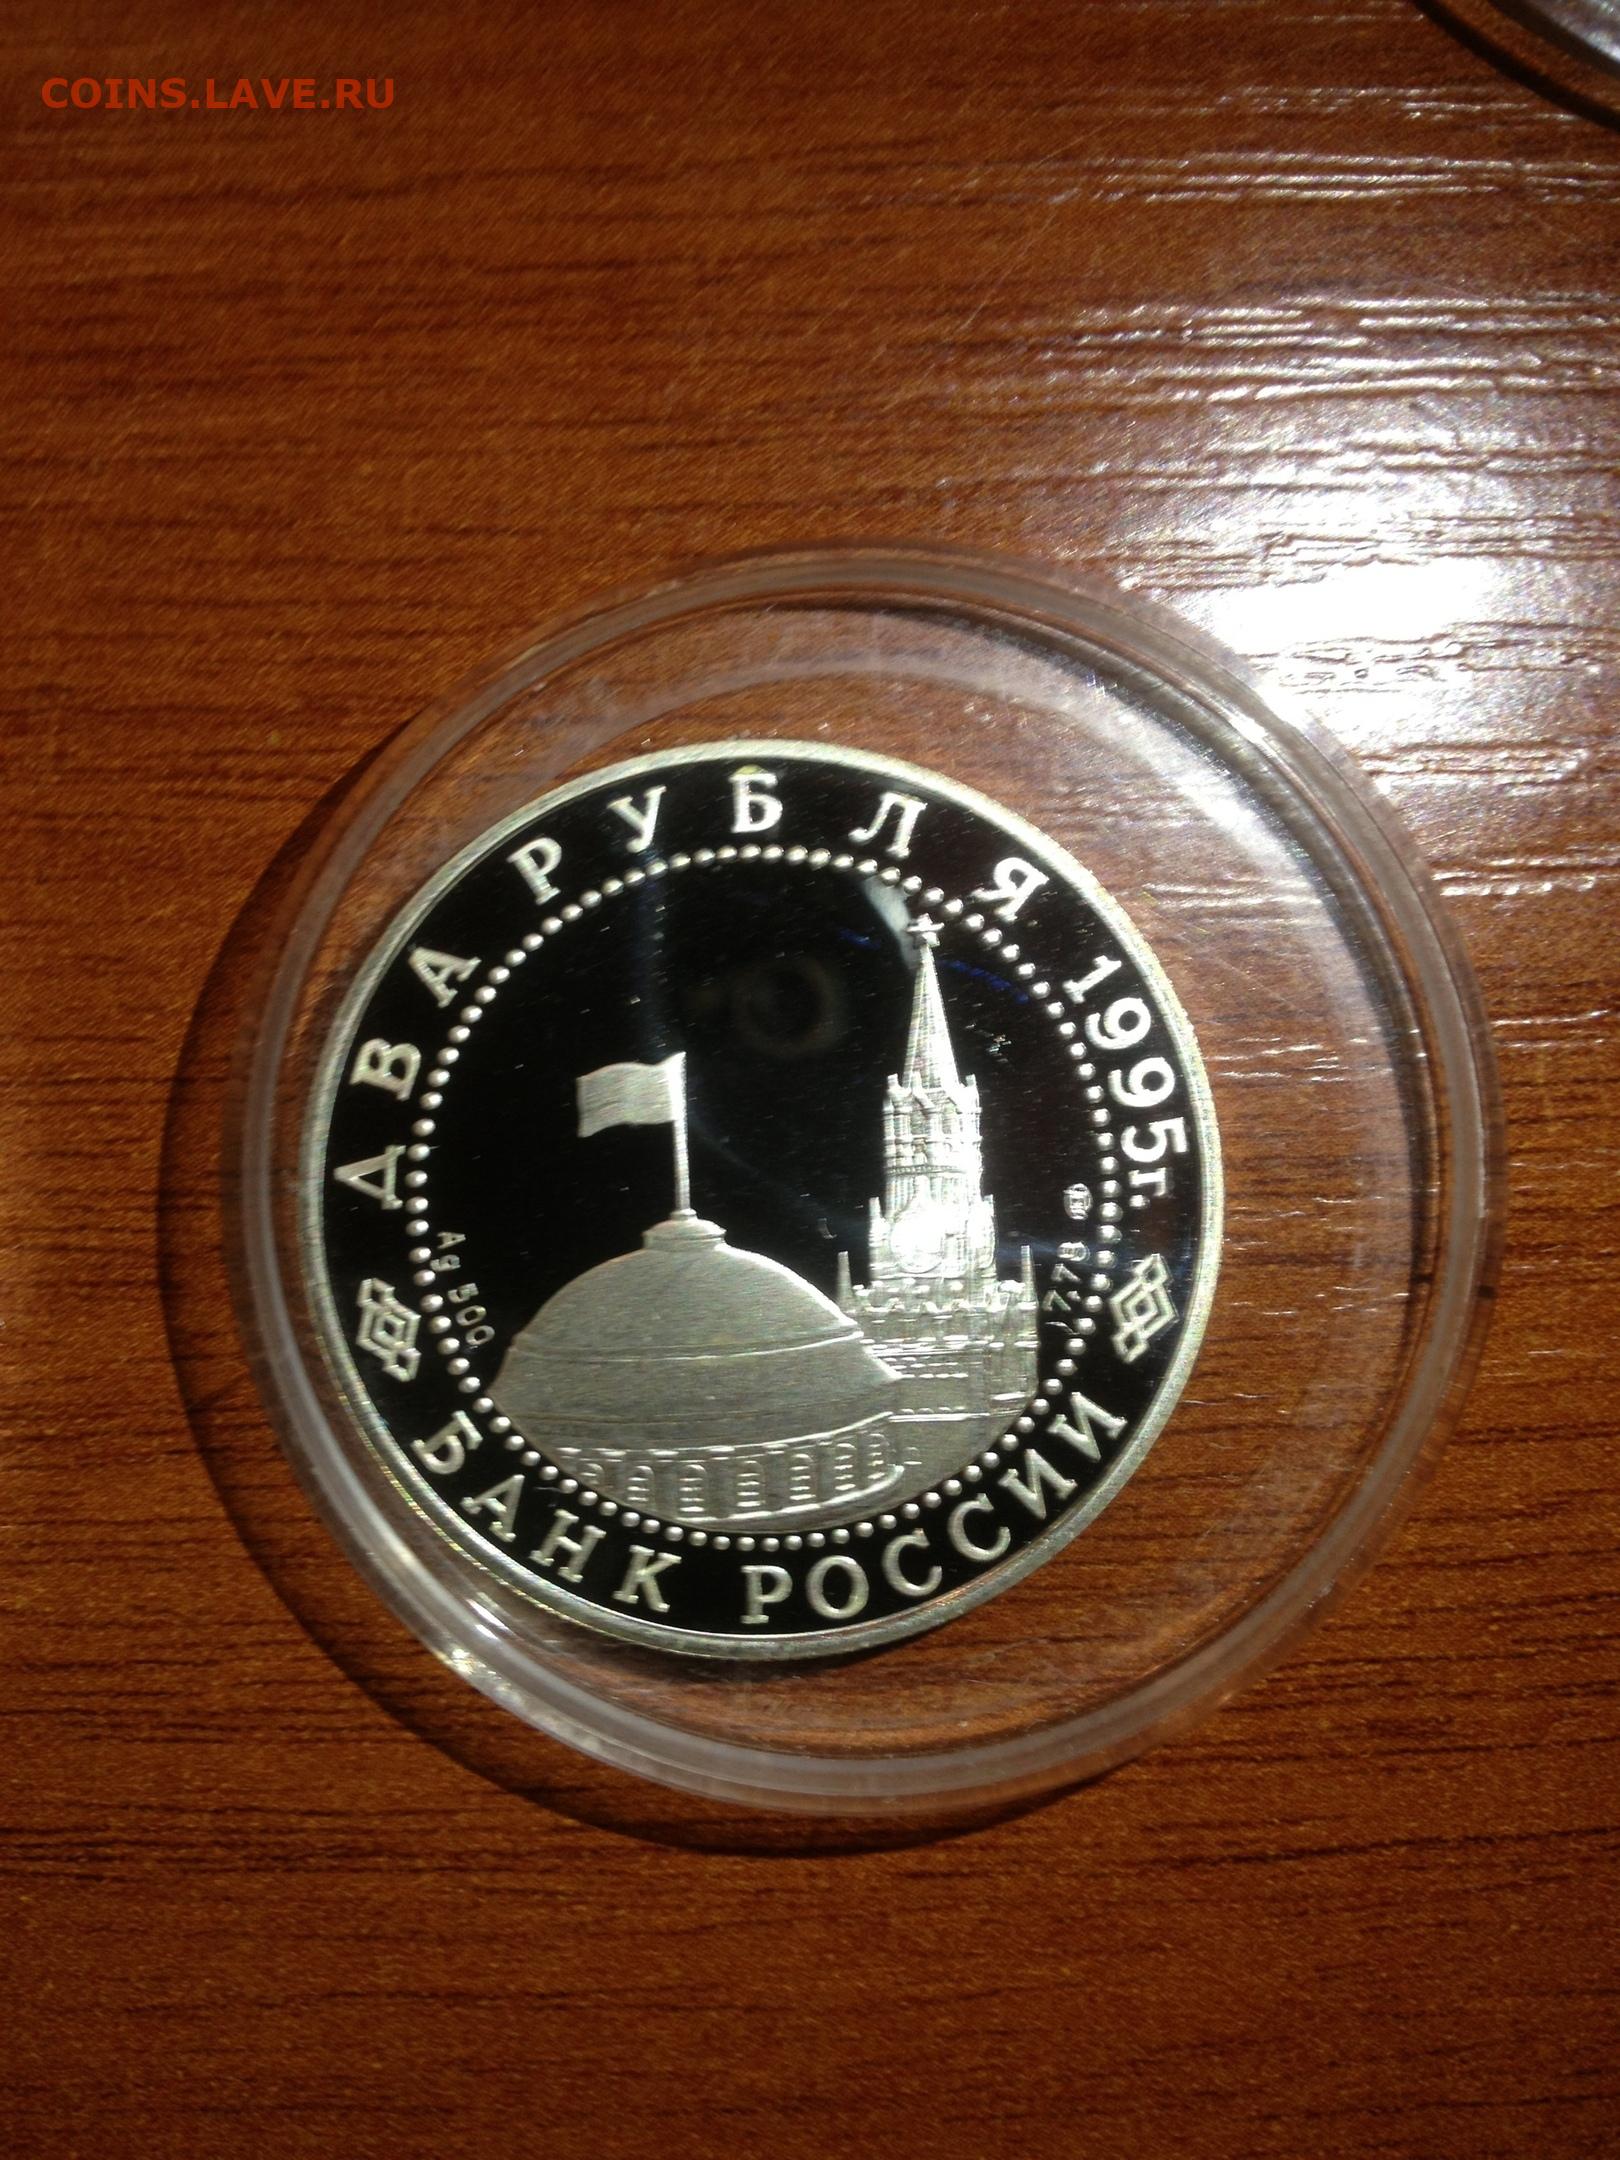 COINS.LAVE.RU
ДВА РУБЛЯ 1995г.
Ag 500
7,78
БАНК РОССИИ